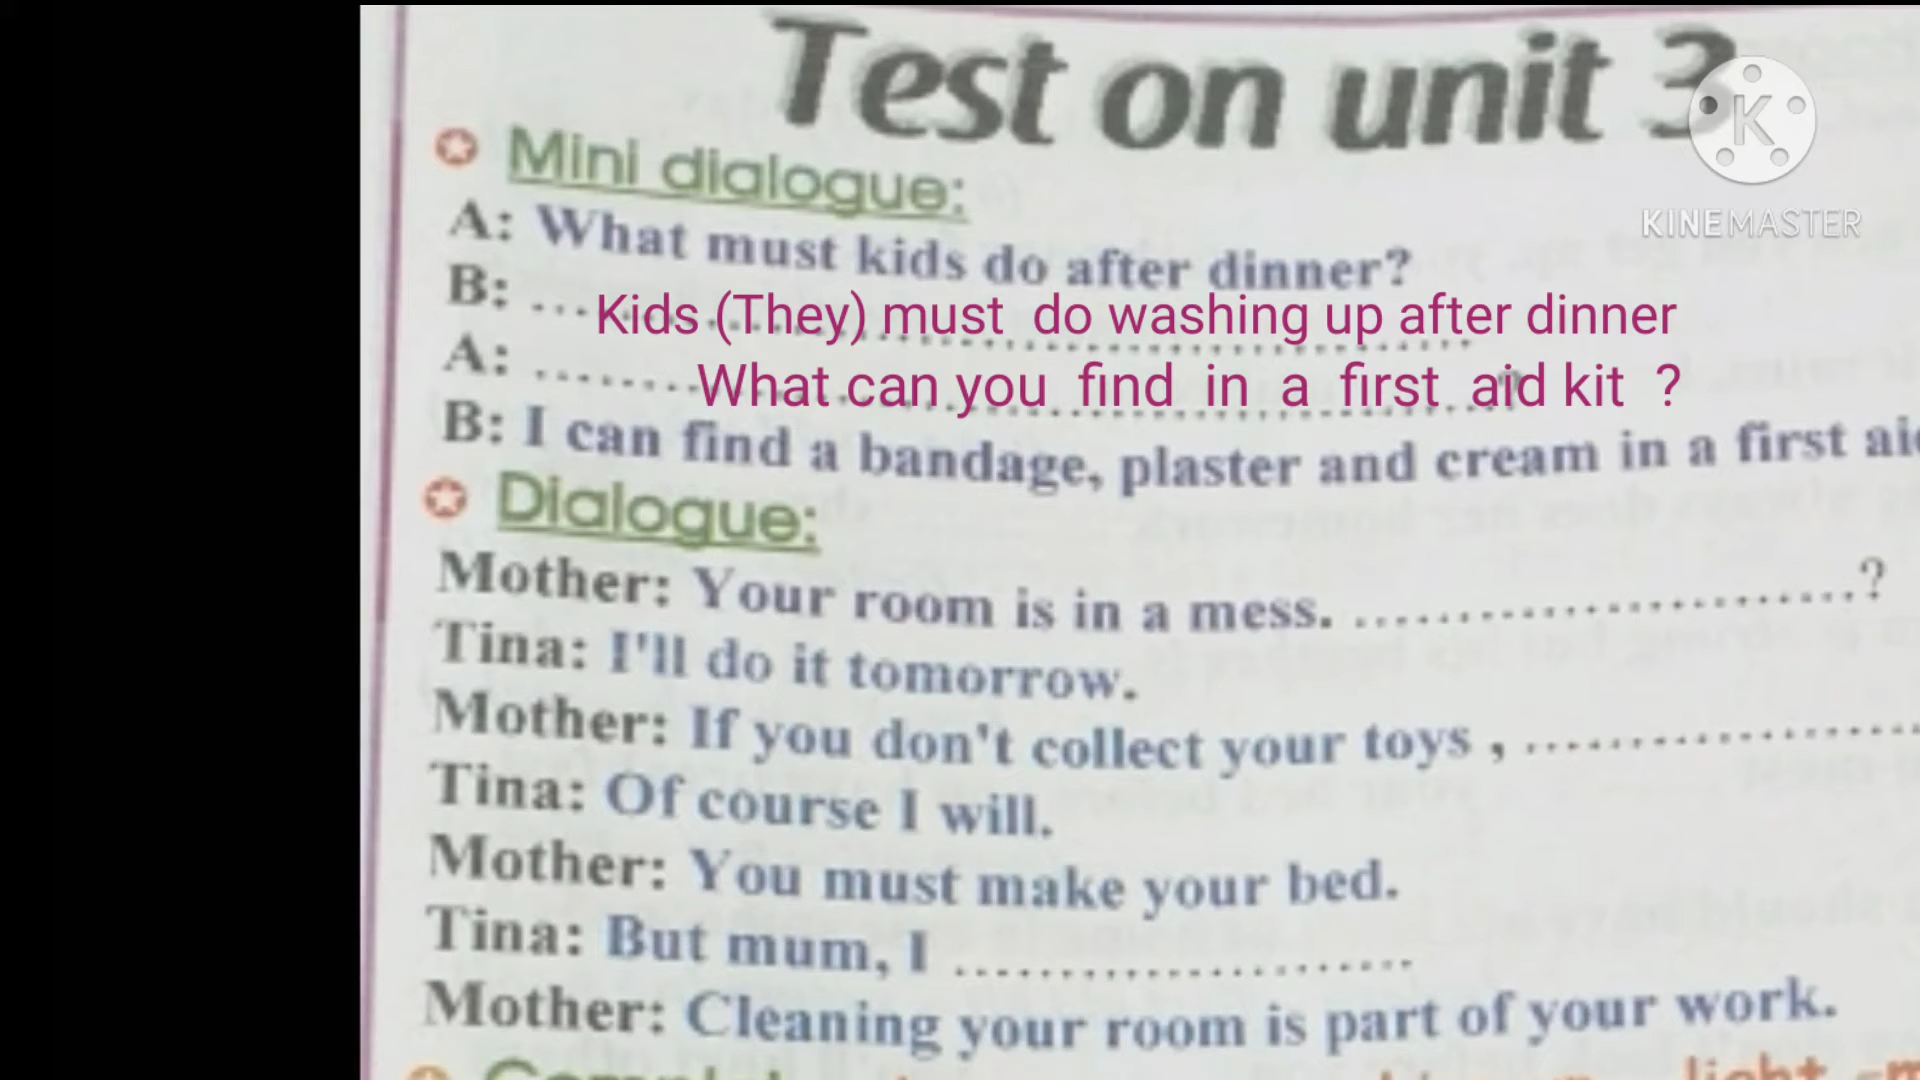 Test on unit 3
Mini dialogue:
A: What must kids do after dinner?
B: ... Kids (They) must do washing up after dinner
A: ... What can you find in a first aid kit ?
B: I can find a bandage, plaster and cream in a first
Dialogue:
Mother: Your room is in a mess. ..............................?
Tina: I'll do it tomorrow.
Mother: If you don't collect your toys , ..............................
Tina: Of course I will.
Mother: You must make your bed.
Tina: But mum, I ..............................
Mother: Cleaning your room is part of your work.
light
KINEMASTER